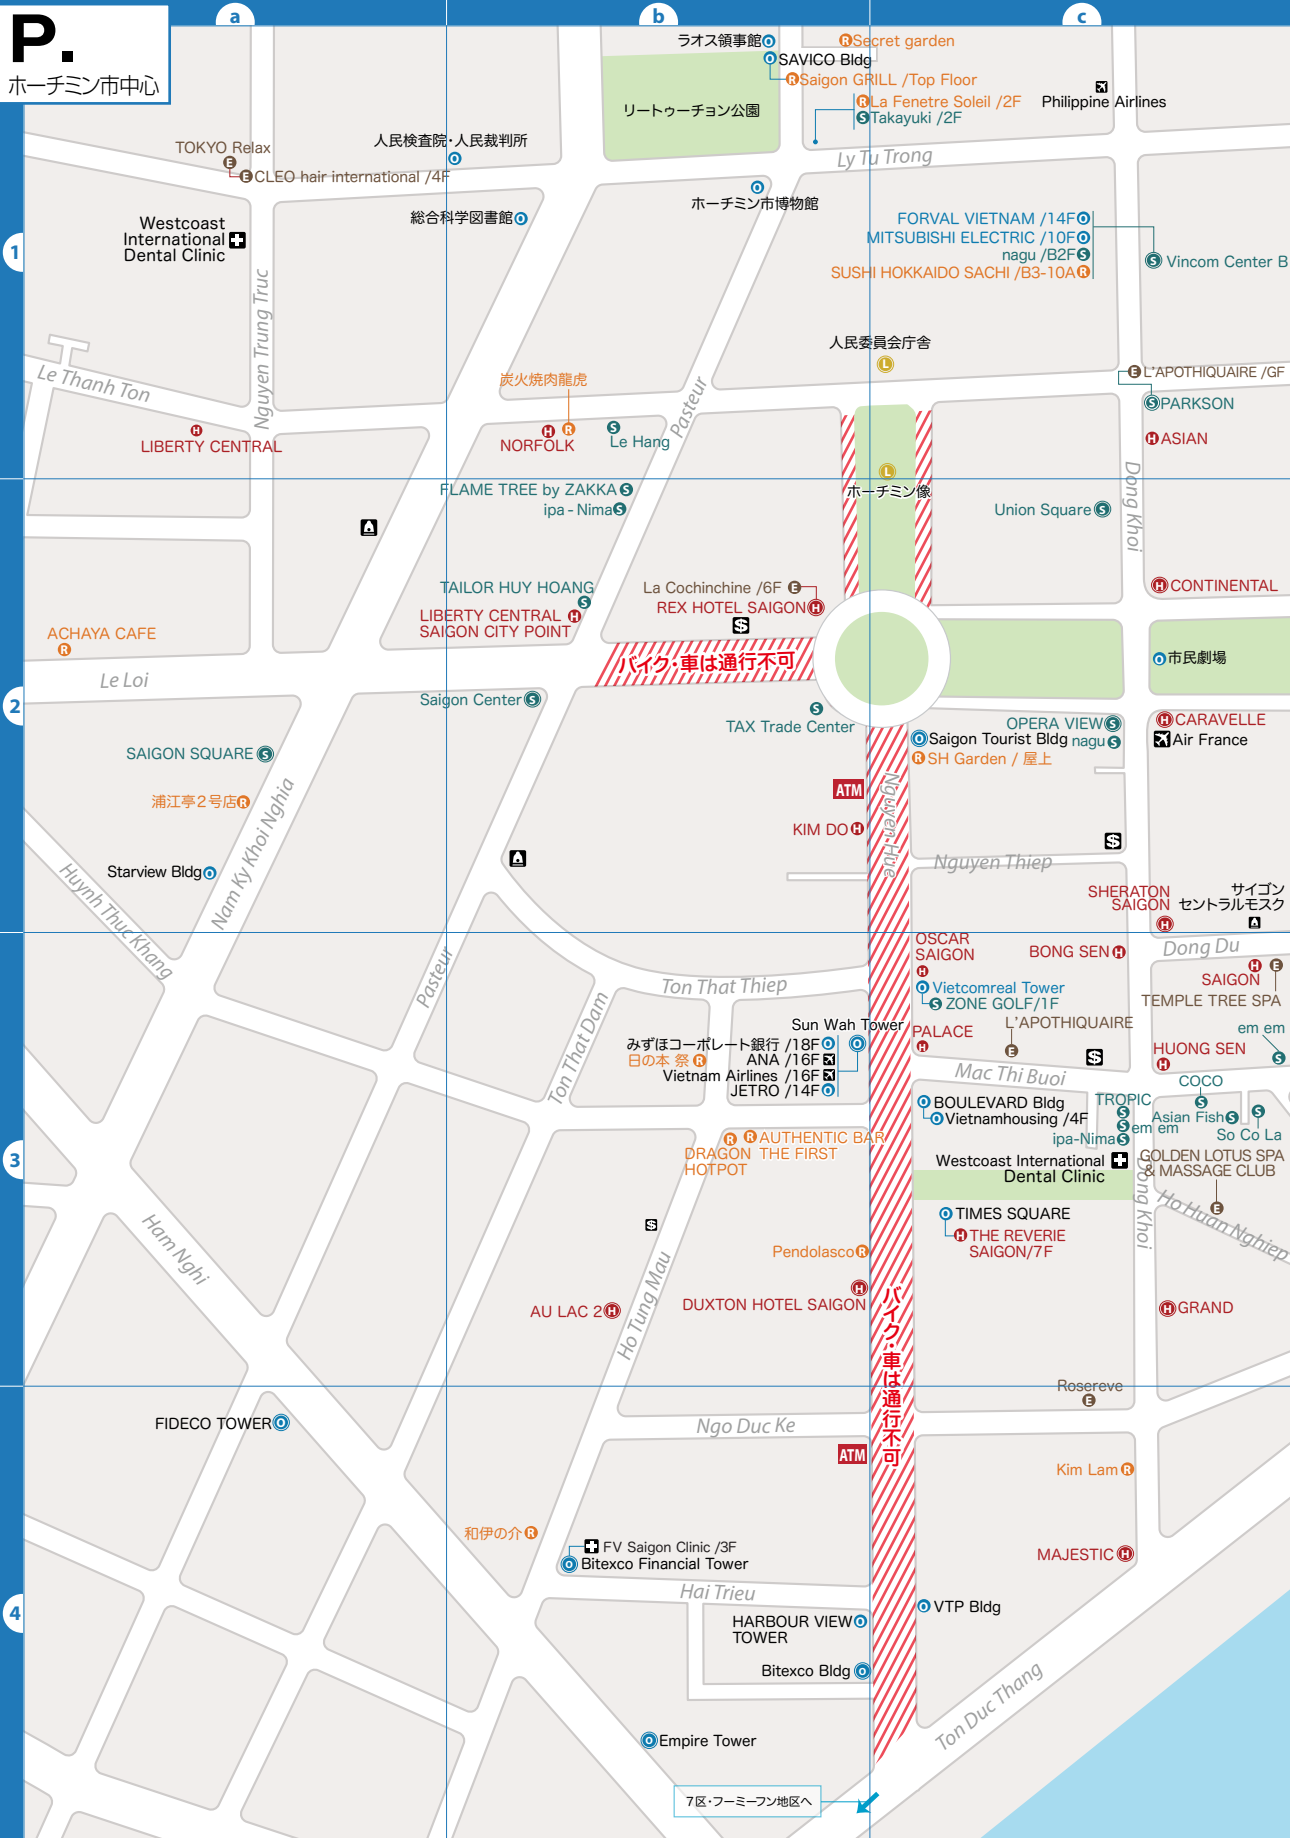 a
b
c
P.
ホーチミン市中心
ラオス領事館
SAVICO Bldg
Secret garden
Saigon GRILL /Top Floor
La Fenetre Soleil /2F
Takayuki /2F
Philippine Airlines
リートゥーチョン公園
人民検査院・人民裁判所
Ly Tu Trong
TOKYO Relax
CLEO hair international /4F
ホーチミン市博物館
総合科学図書館
Westcoast
International
Dental Clinic
FORVAL VIETNAM /14F
MITSUBISHI ELECTRIC /10F
nagu /B2F
SUSHI HOKKAIDO SACHI /B3-10A
Vincom Center B
1
Nguyen Trung Truc
人民委員会庁舎
Le Thanh Ton
炭火焼肉龍虎
Pasteur
L'APOTHIQUAIRE /GF
PARKSON
ASIAN
LIBERTY CENTRAL
NORFOLK
Le Hang
Dong Khoi
FLAME TREE by ZAKKA
ipa-Nima
ホーチミン像
Union Square
TAILOR HUY HOANG
La Cochinchine /6F
REX HOTEL SAIGON
CONTINENTAL
LIBERTY CENTRAL
SAIGON CITY POINT
ACHAYA CAFE
バイク・車は通行不可
市民劇場
Le Loi
2
Saigon Center
TAX Trade Center
OPERA VIEW
CARAVELLE
Saigon Tourist Bldg
nagu
Air France
SH Garden / 屋上
SAIGON SQUARE
浦江亭2号店
ATM
Nguyen Hue
KIM DO
Nam Ky Khoi Nghia
Starview Bldg
Nguyen Thiep
Huynh Thuc Khang
SHERATON
SAIGON
サイゴン
セントラルモスク
OSCAR
SAIGON
BONG SEN
Dong Du
SAIGON
TEMPLE TREE SPA
Pasteur
Ton That Thiep
Vietcomreal Tower
ZONE GOLF/1F
Ton That Dam
Sun Wah Tower
みずほコーポレート銀行 /18F
日の本 祭
ANA /16F
Vietnam Airlines /16F
JETRO /14F
PALACE
L'APOTHIQUAIRE
em em
HUONG SEN
Mac Thi Buoi
COCO
BOULEVARD Bldg
Vietnamhousing /4F
TROPIC
em em
ipa-Nima
Asian Fish
So Co La
3
AUTHENTIC BAR
THE FIRST
DRAGON
HOTPOT
Westcoast International
Dental Clinic
GOLDEN LOTUS SPA
& MASSAGE CLUB
Dong Khoi
Ho Huan Nghiep
TIMES SQUARE
THE REVERIE
SAIGON/7F
Ham Nghi
Pendolasco
Ho Tung Mau
DUXTON HOTEL SAIGON
AU LAC 2
バイク・車は通行不可
GRAND
Rosereve
FIDECO TOWER
Ngo Duc Ke
ATM
Kim Lam
和伊の介
FV Saigon Clinic /3F
Bitexco Financial Tower
MAJESTIC
Hai Trieu
4
HARBOUR VIEW
TOWER
VTP Bldg
Bitexco Bldg
Ton Duc Thang
Empire Tower
7区・フーミーフン地区へ